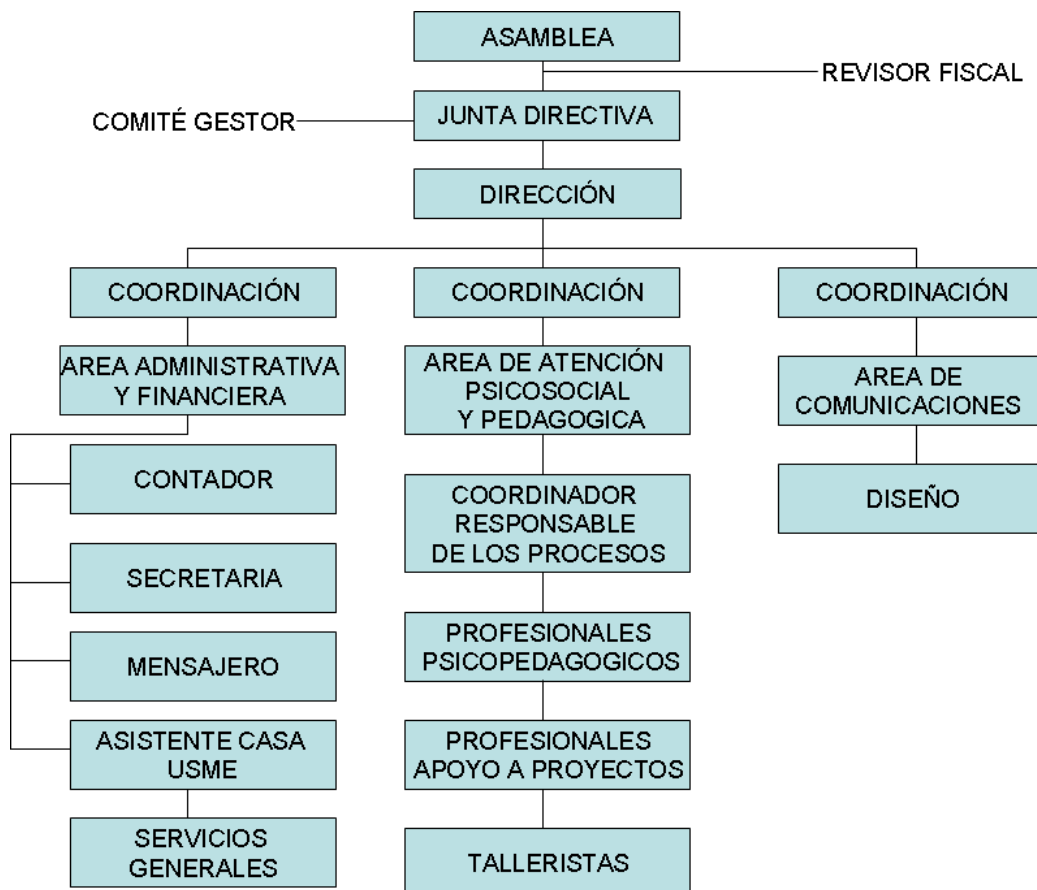 ASAMBLEA
REVISOR FISCAL
COMITÉ GESTOR
JUNTA DIRECTIVA
DIRECCIÓN
COORDINACIÓN
COORDINACIÓN
COORDINACIÓN
AREA ADMINISTRATIVA
Y FINANCIERA
AREA DE ATENCIÓN
PSICOSOCIAL
Y PEDAGOGICA
AREA DE
COMUNICACIONES
CONTADOR
COORDINADOR
RESPONSABLE
DE LOS PROCESOS
DISEÑO
SECRETARIA
PROFESIONALES
PSICOPEDAGOGICOS
MENSAJERO
ASISTENTE CASA
USME
PROFESIONALES
APOYO A PROYECTOS
SERVICIOS
GENERALES
TALLERISTAS